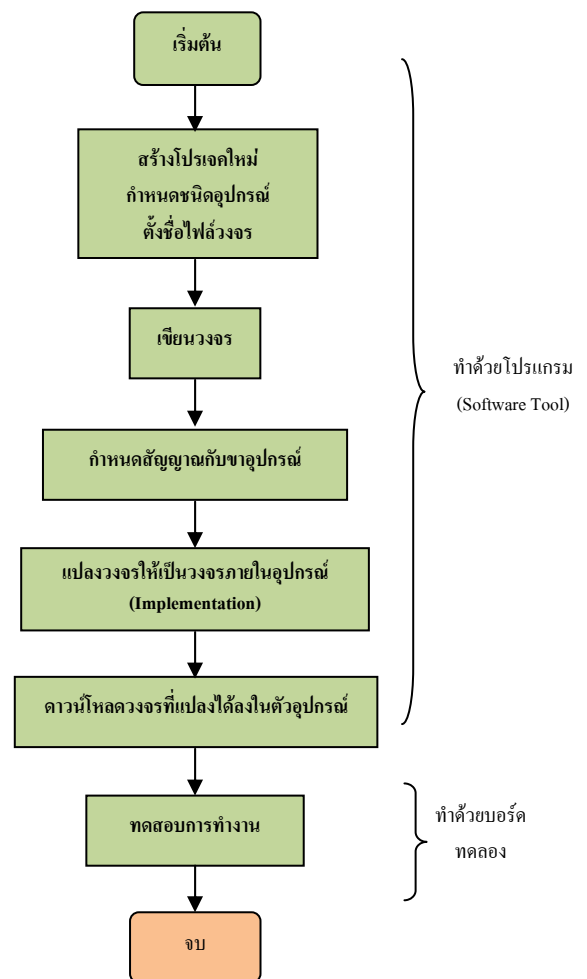 เริ่มต้น
สร้างโปรเจคใหม่
กำหนดชนิดอุปกรณ์
ตั้งชื่อไฟล์วงจร
เขียนวงจร
ทำด้วยโปรแกรม
(Software Tool)
กำหนดสัญญาณกับขาอุปกรณ์
แปลงวงจรให้เป็นวงจรภายในอุปกรณ์
(Implementation)
ดาวน์โหลดวงจรที่แปลงได้ลงในตัวอุปกรณ์
ทดสอบการทำงาน
ทำด้วยบอร์ด
ทดลอง
จบ